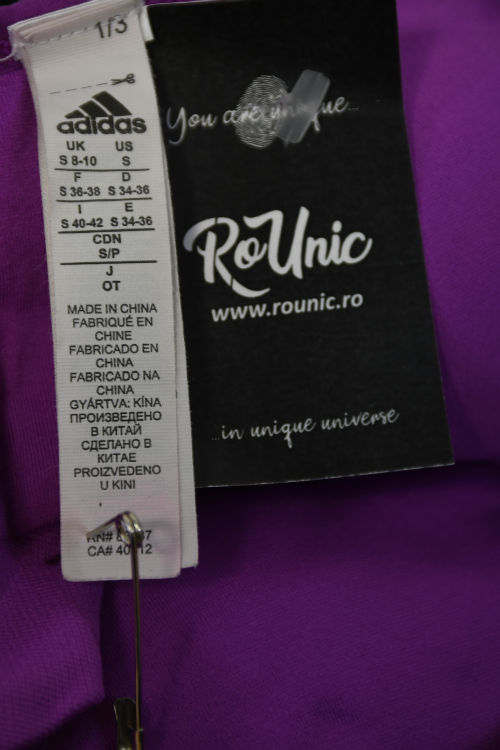 1/3
adidas
UK US
S 8-10 S
F D
S 36-38 S 34-36
I E
S 40-42 S 34-36
CDN
S/P
J
OT
MADE IN CHINA
FABRIQUÉ EN
CHINE
FABRICADO EN
CHINA
FABRICADO NA
CHINA
GYÁRTVA: KÍNA
ПРОИЗВЕДЕНО
В КИТАЙ
СДЕЛАНО В
КИТАЕ
PROIZVEDENO
U KINI
RN#
CA#
You are unique...
RoUnic
www.rounic.ro
...in unique universe